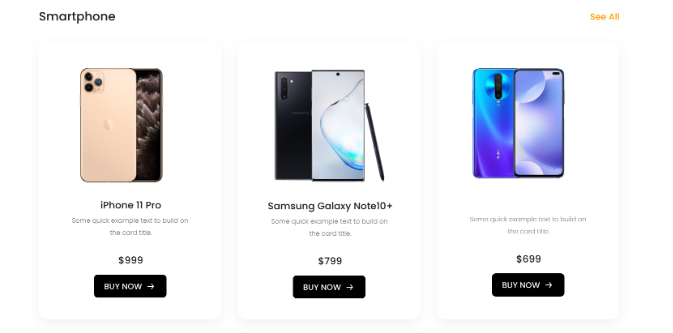 Smartphone
See All
iPhone 11 Pro
Some quick example text to build on
the card title.
$999
BUY NOW →
Samsung Galaxy Note10+
Some quick example text to build on
the card title.
$799
BUY NOW →
Some quick example text to build on
the card title
$699
BUY NOW →